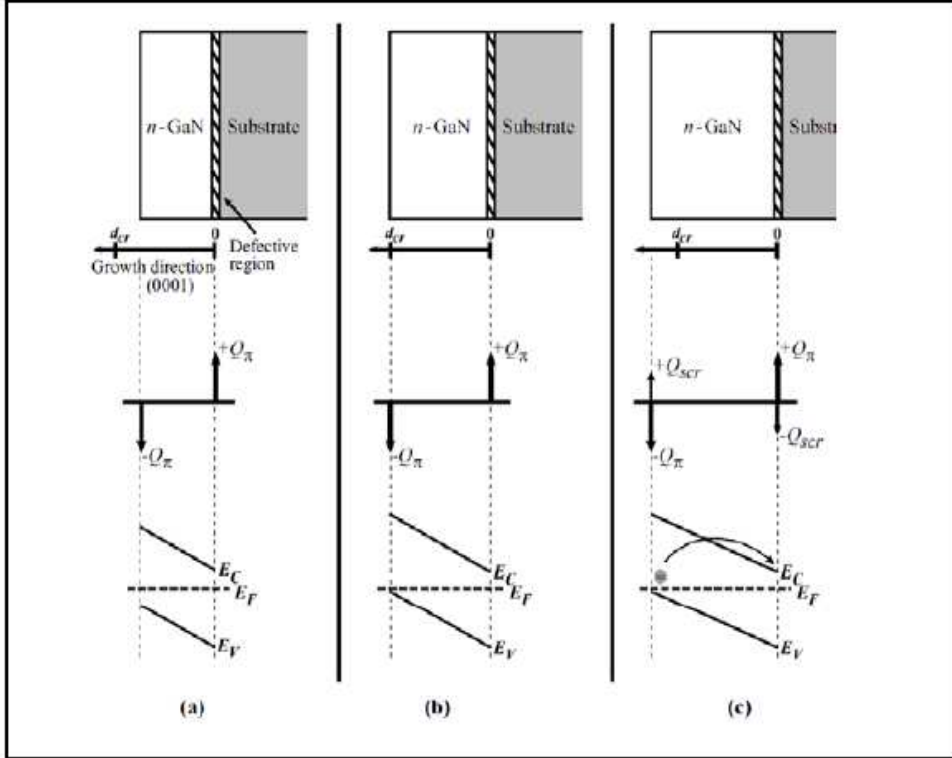 n-GaN
Substrate
d_cr
0
Growth direction
(0001)
Defective
region
+Q_π
-Q_π
E_C
E_F
E_V
(a)
n-GaN
Substrate
d_cr
0
+Q_π
-Q_π
E_C
E_F
E_V
(b)
n-GaN
Substr
d_cr
0
+Q_scr
+Q_π
-Q_π
-Q_scr
E_C
E_F
E_V
(c)